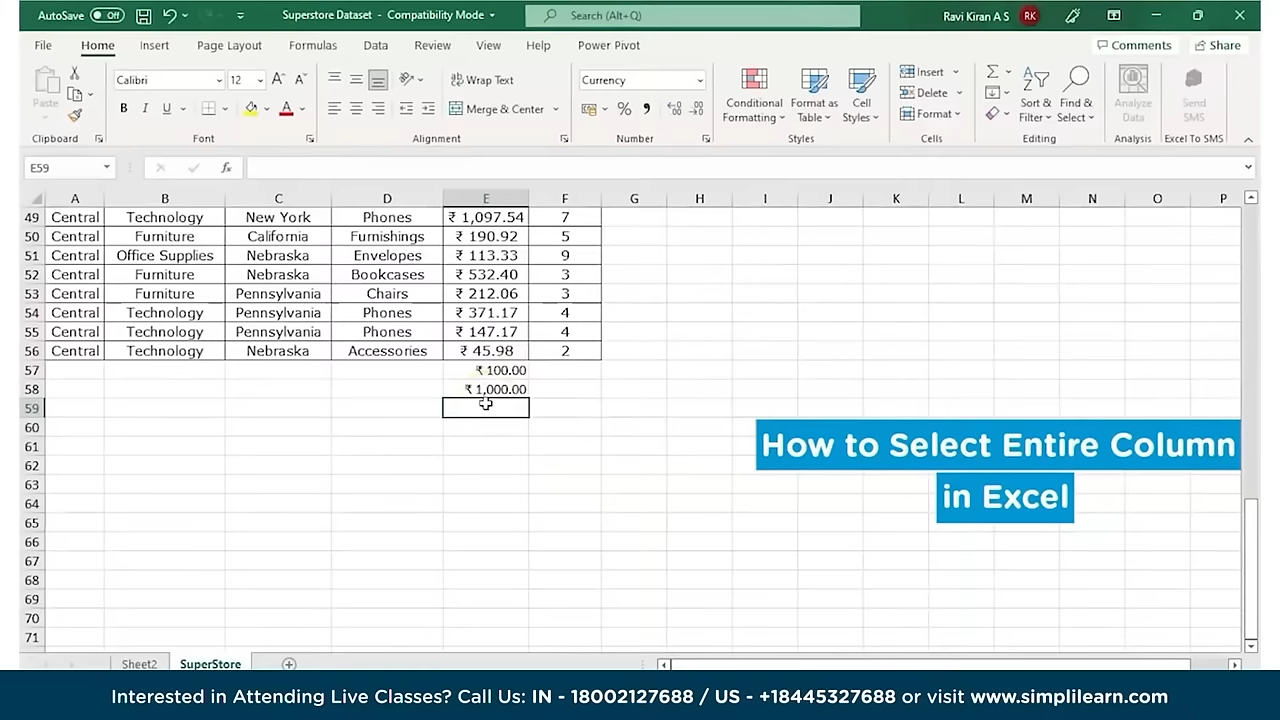 AutoSave Off Superstore Dataset - Compatibility Mode Search (Alt+Q) Ravi Kiran A S RK
File Home Insert Page Layout Formulas Data Review View Help Power Pivot Comments Share
Calibri 12 Wrap Text Currency Insert
Paste B I U Merge & Center % Conditional Formatting Format as Table Cell Styles Delete Format Sort & Filter Find & Select Analyze Data Send SMS
Clipboard Font Alignment Number Styles Cells Editing Analysis Excel To SMS
E59 fx
A B C D E F G H I J K L M N O P
49 Central Technology New York Phones ₹ 1,097.54 7
50 Central Furniture California Furnishings ₹ 190.92 5
51 Central Office Supplies Nebraska Envelopes ₹ 113.33 9
52 Central Furniture Nebraska Bookcases ₹ 532.40 3
53 Central Furniture Pennsylvania Chairs ₹ 212.06 3
54 Central Technology Pennsylvania Phones ₹ 371.17 4
55 Central Technology Pennsylvania Phones ₹ 147.17 4
56 Central Technology Nebraska Accessories ₹ 45.98 2
57 ₹ 100.00
58 ₹ 1,000.00
59
60
61
62
63
64
65
66
67
68
69
70
71
How to Select Entire Column
in Excel
Sheet2 SuperStore
Interested in Attending Live Classes? Call Us: IN - 18002127688 / US - +18445327688 or visit www.simplilearn.com